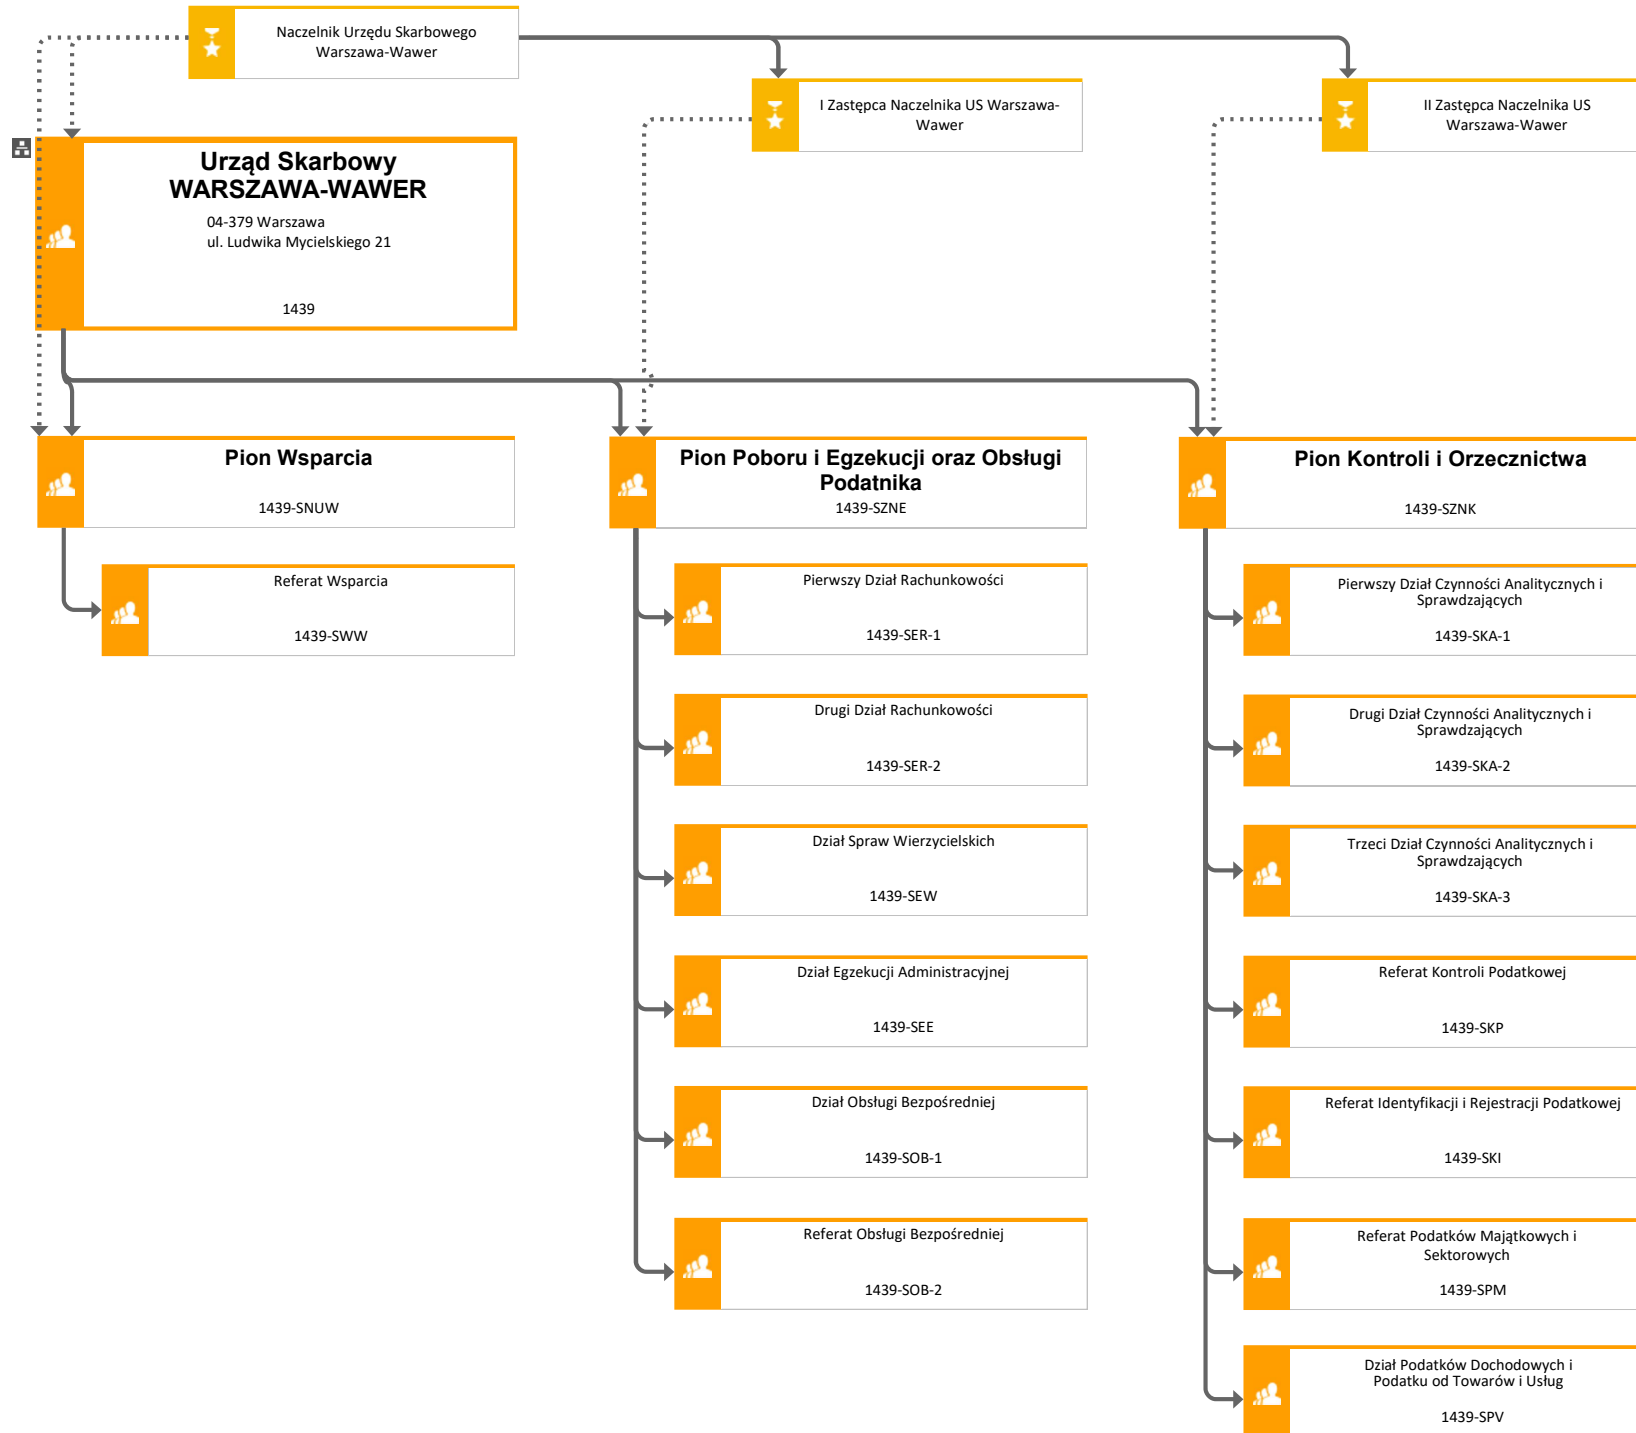 Naczelnik Urzędu Skarbowego
Warszawa-Wawer
I Zastępca Naczelnika US Warszawa-
Wawer
II Zastępca Naczelnika US
Warszawa-Wawer
Urząd Skarbowy
WARSZAWA-WAWER
04-379 Warszawa
ul. Ludwika Mycielskiego 21
1439
Pion Wsparcia
1439-SNUW
Referat Wsparcia
1439-SWW
Pion Poboru i Egzekucji oraz Obsługi
Podatnika
1439-SZNE
Pierwszy Dział Rachunkowości
1439-SER-1
Drugi Dział Rachunkowości
1439-SER-2
Dział Spraw Wierzycielskich
1439-SEW
Dział Egzekucji Administracyjnej
1439-SEE
Dział Obsługi Bezpośredniej
1439-SOB-1
Referat Obsługi Bezpośredniej
1439-SOB-2
Pion Kontroli i Orzecznictwa
1439-SZNK
Pierwszy Dział Czynności Analitycznych i
Sprawdzających
1439-SKA-1
Drugi Dział Czynności Analitycznych i
Sprawdzających
1439-SKA-2
Trzeci Dział Czynności Analitycznych i
Sprawdzających
1439-SKA-3
Referat Kontroli Podatkowej
1439-SKP
Referat Identyfikacji i Rejestracji Podatkowej
1439-SKI
Referat Podatków Majątkowych i
Sektorowych
1439-SPM
Dział Podatków Dochodowych i
Podatku od Towarów i Usług
1439-SPV